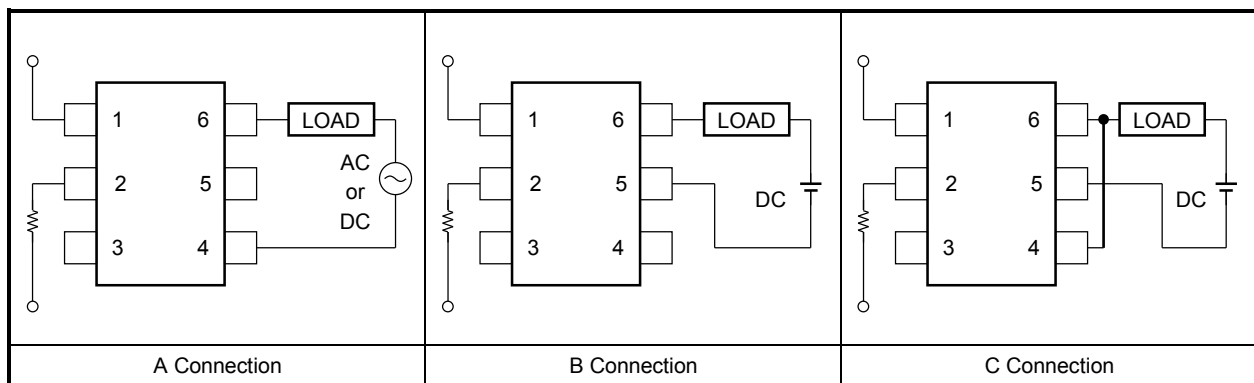 1 6 LOAD
AC
2 5 or
DC
3 4
A Connection
1 6 LOAD
2 5
DC
3 4
B Connection
1 6 LOAD
2 5
DC
3 4
C Connection